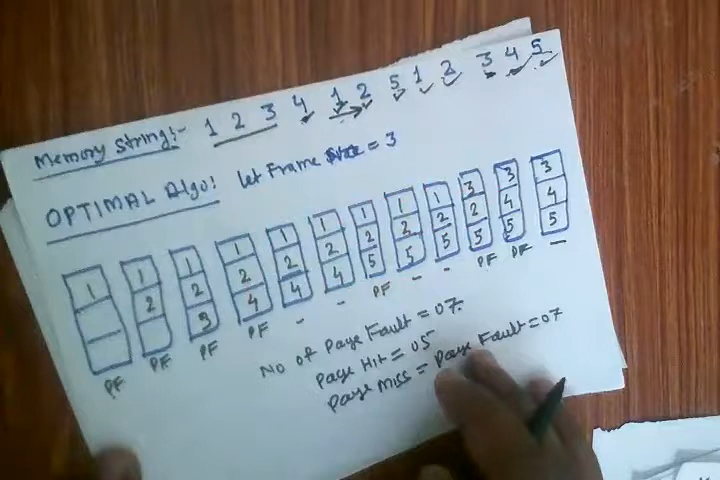 Memory string:- 1 2 3 4 1 2 5 1 2 3 4 5
OPTIMAL Algo: let Frame Size = 3
1 1 1 1 1 1 1 1 1 3 3 3
2 2 2 2 2 2 2 2 2 4 4
3 4 4 4 5 5 5 5 5 5
PF PF PF PF - - PF - - PF PF -
No of Page Fault = 07.
Page Hit = 05
Page Miss = Page Fault = 07